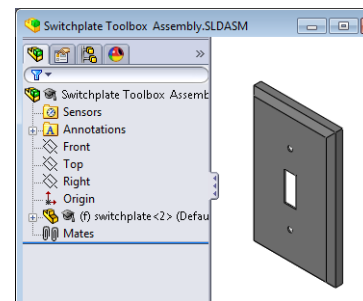 Switchplate Toolbox Assembly.SLDASM
»
Switchplate Toolbox Assemb
Sensors
A Annotations
Front
Top
Right
Origin
(f) switchplate<2> (Defau
Mates